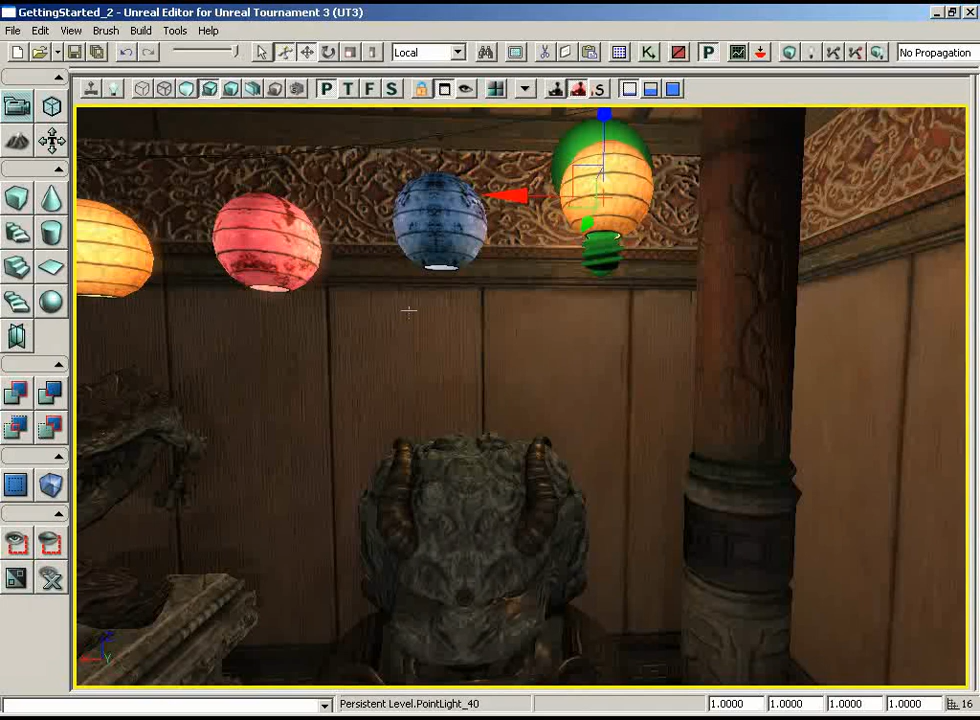 GettingStarted_2 - Unreal Editor for Unreal Tournament 3 (UT3)
File Edit View Brush Build Tools Help
Local K P No Propagation
P T F S .S
Y
Persistent Level.PointLight_40 1.0000 1.0000 1.0000 1.0000 16